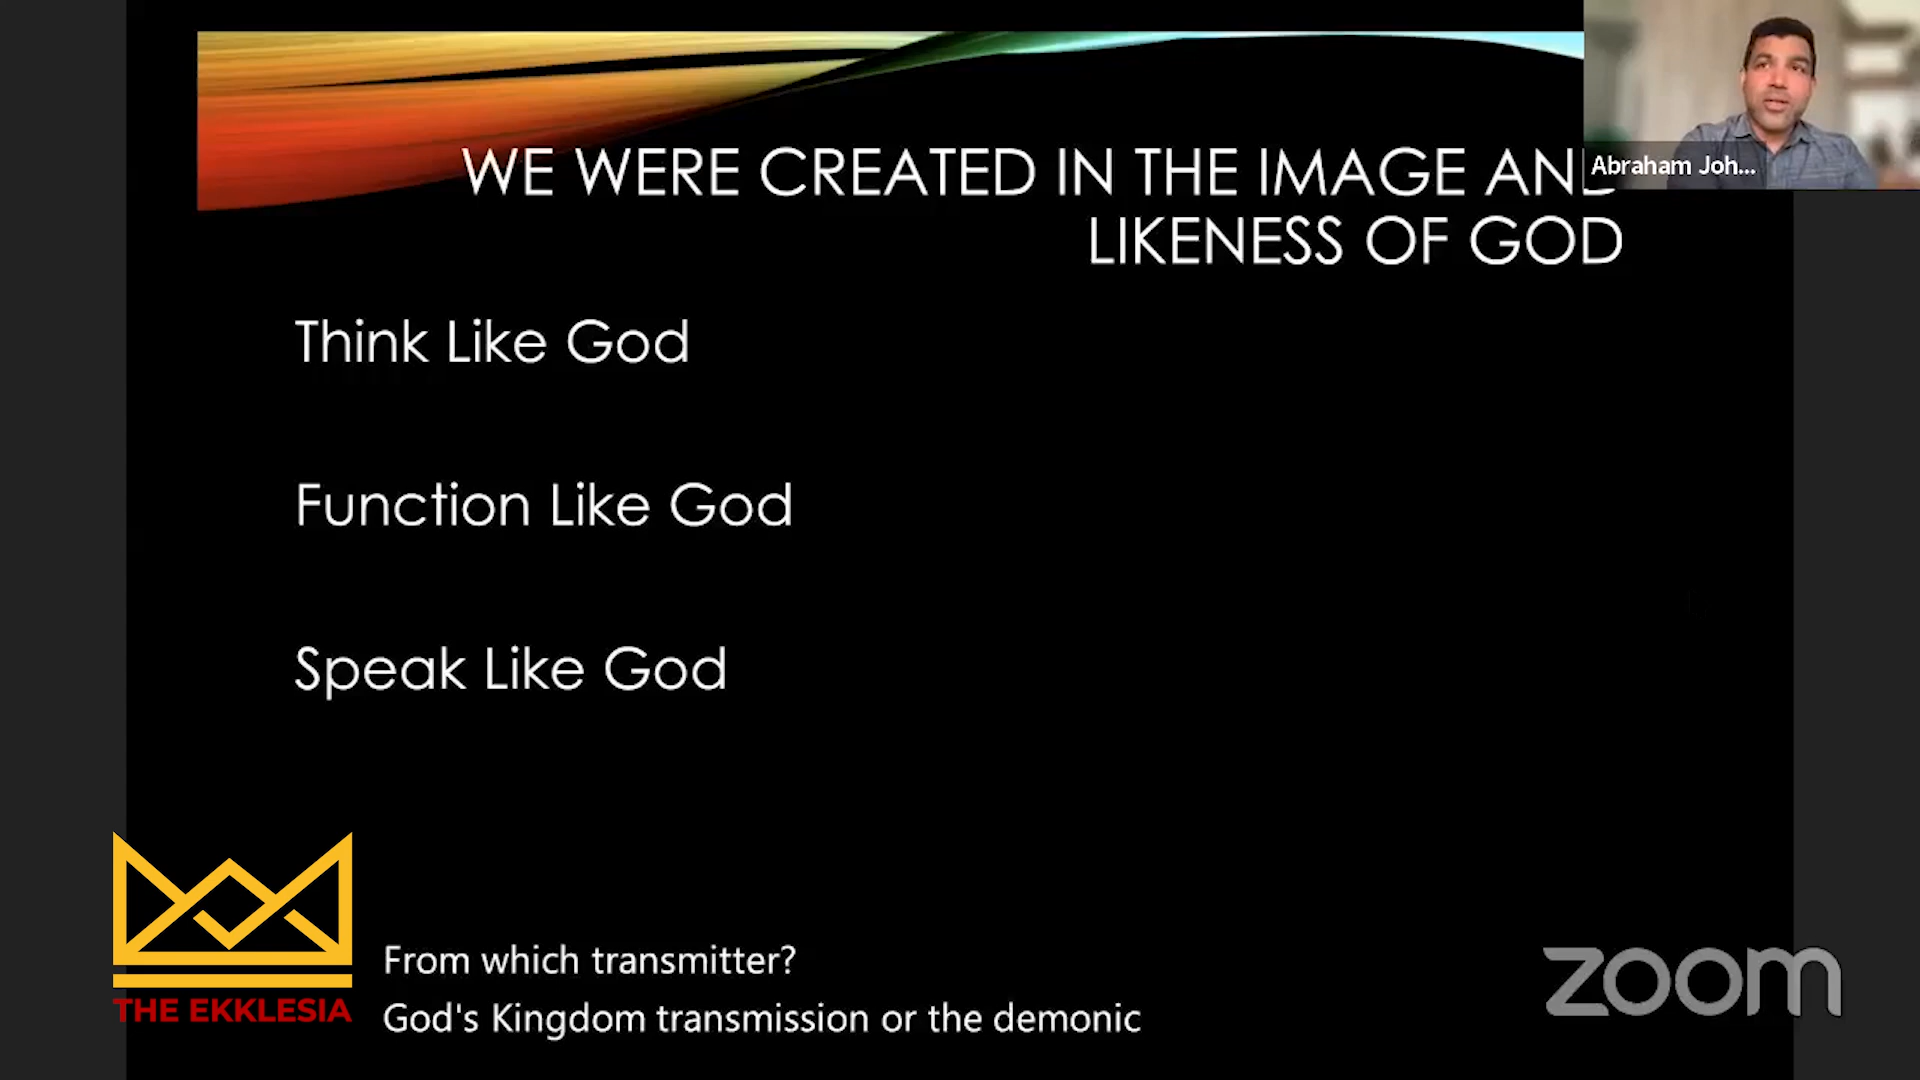 WE WERE CREATED IN THE IMAGE AND
LIKENESS OF GOD
Abraham Joh...
Think Like God
Function Like God
Speak Like God
THE EKKLESIA
From which transmitter?
God's Kingdom transmission or the demonic
zoom